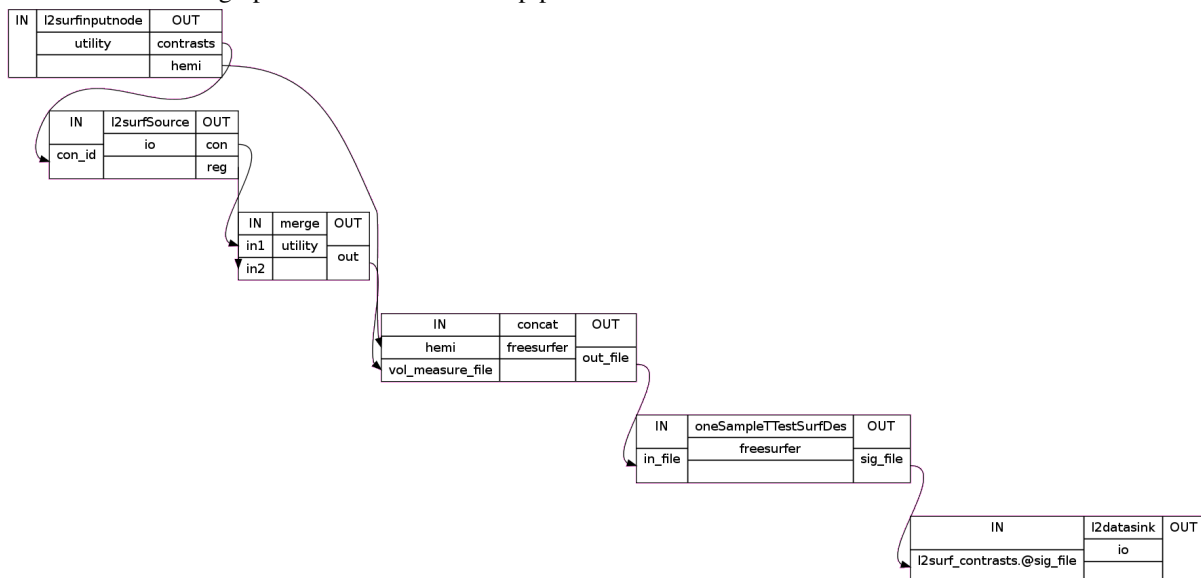 IN l2surfinputnode OUT
utility contrasts
hemi
IN l2surfSource OUT
con_id io con
reg
IN merge OUT
in1 utility out
in2
IN concat OUT
hemi freesurfer out_file
vol_measure_file
IN oneSampleTTestSurfDes OUT
in_file freesurfer sig_file
IN l2datasink OUT
l2surf_contrasts.@sig_file io